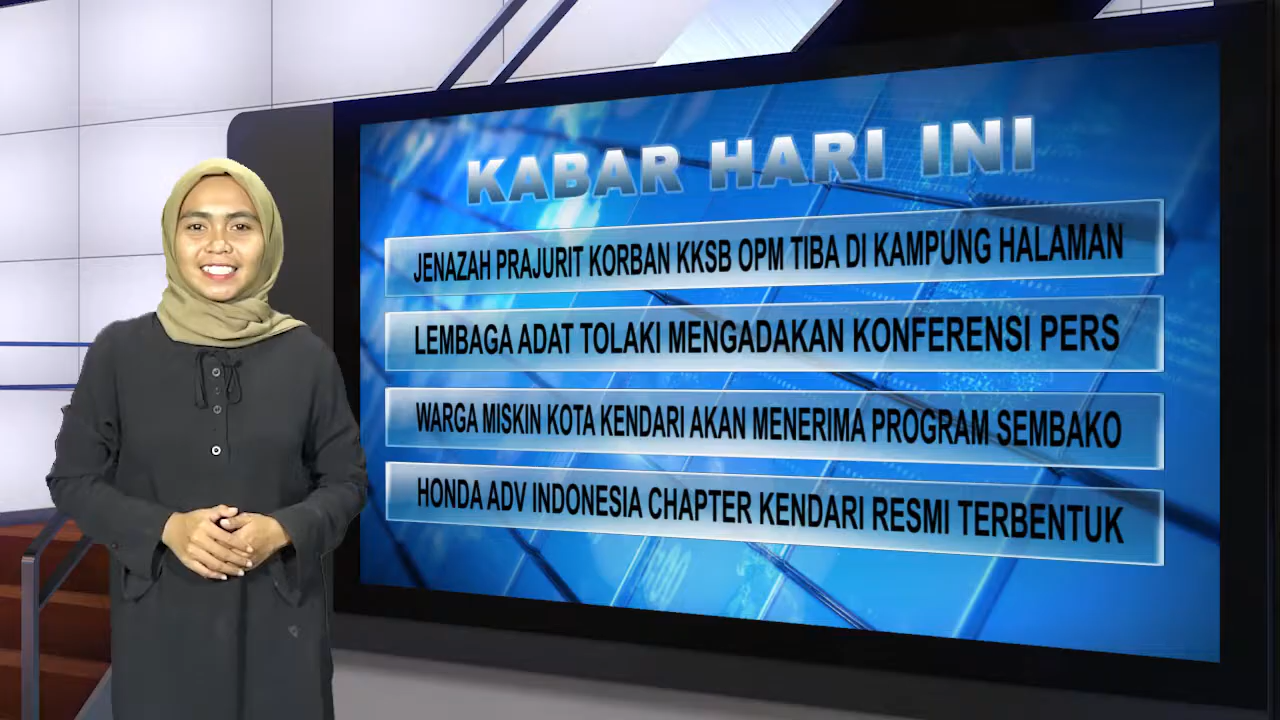 KABAR HARI INI
JENAZAH PRAJURIT KORBAN KKSB OPM TIBA DI KAMPUNG HALAMAN
LEMBAGA ADAT TOLAKI MENGADAKAN KONFERENSI PERS
WARGA MISKIN KOTA KENDARI AKAN MENERIMA PROGRAM SEMBAKO
HONDA ADV INDONESIA CHAPTER KENDARI RESMI TERBENTUK